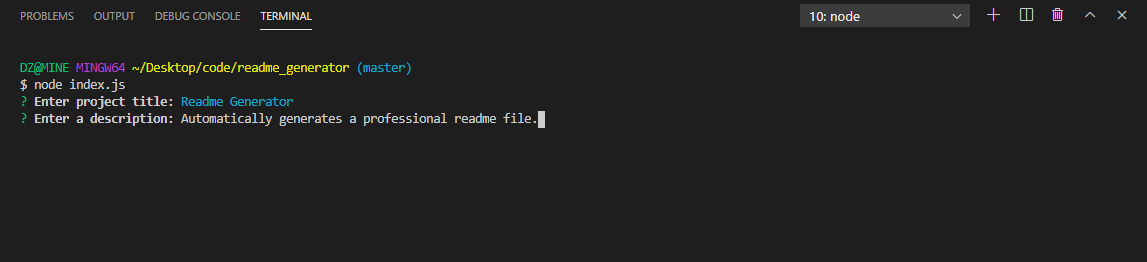 PROBLEMS OUTPUT DEBUG CONSOLE TERMINAL 10: node
DZ@MINE MINGW64 ~/Desktop/code/readme_generator (master)
$ node index.js
? Enter project title: Readme Generator
? Enter a description: Automatically generates a professional readme file.